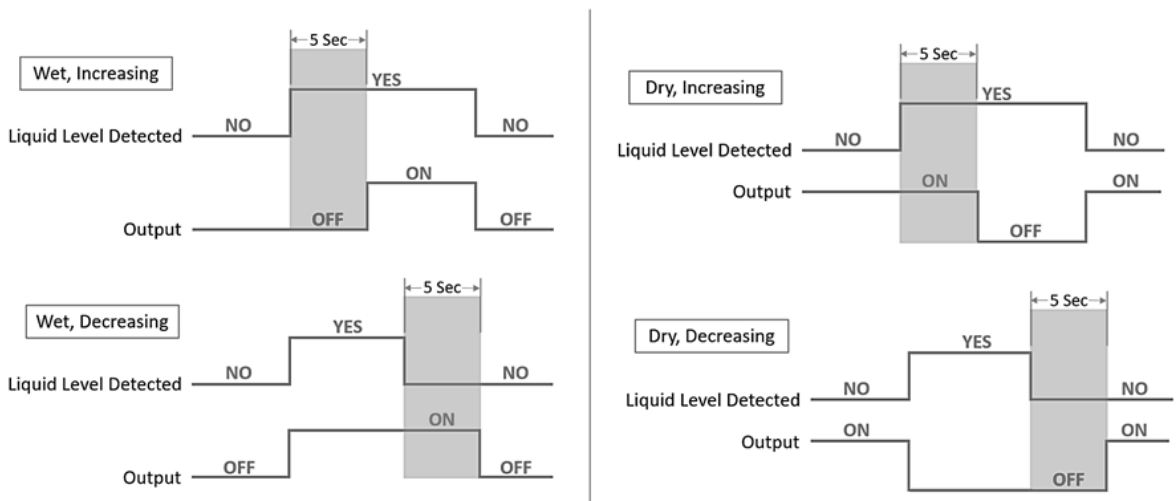 5 Sec
Wet, Increasing
YES
Liquid Level Detected NO NO
ON
Output OFF OFF
5 Sec
Wet, Decreasing
YES
Liquid Level Detected NO NO
ON
Output OFF OFF
5 Sec
Dry, Increasing
YES
Liquid Level Detected NO NO
Output ON ON
OFF
5 Sec
Dry, Decreasing
YES
Liquid Level Detected NO NO
Output ON ON
OFF